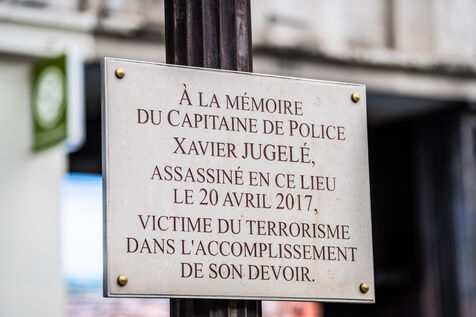 À LA MÉMOIRE
DU CAPITAINE DE POLICE
XAVIER JUGELÉ,
ASSASSINÉ EN CE LIEU
LE 20 AVRIL 2017,
VICTIME DU TERRORISME
DANS L'ACCOMPLISSEMENT
DE SON DEVOIR.